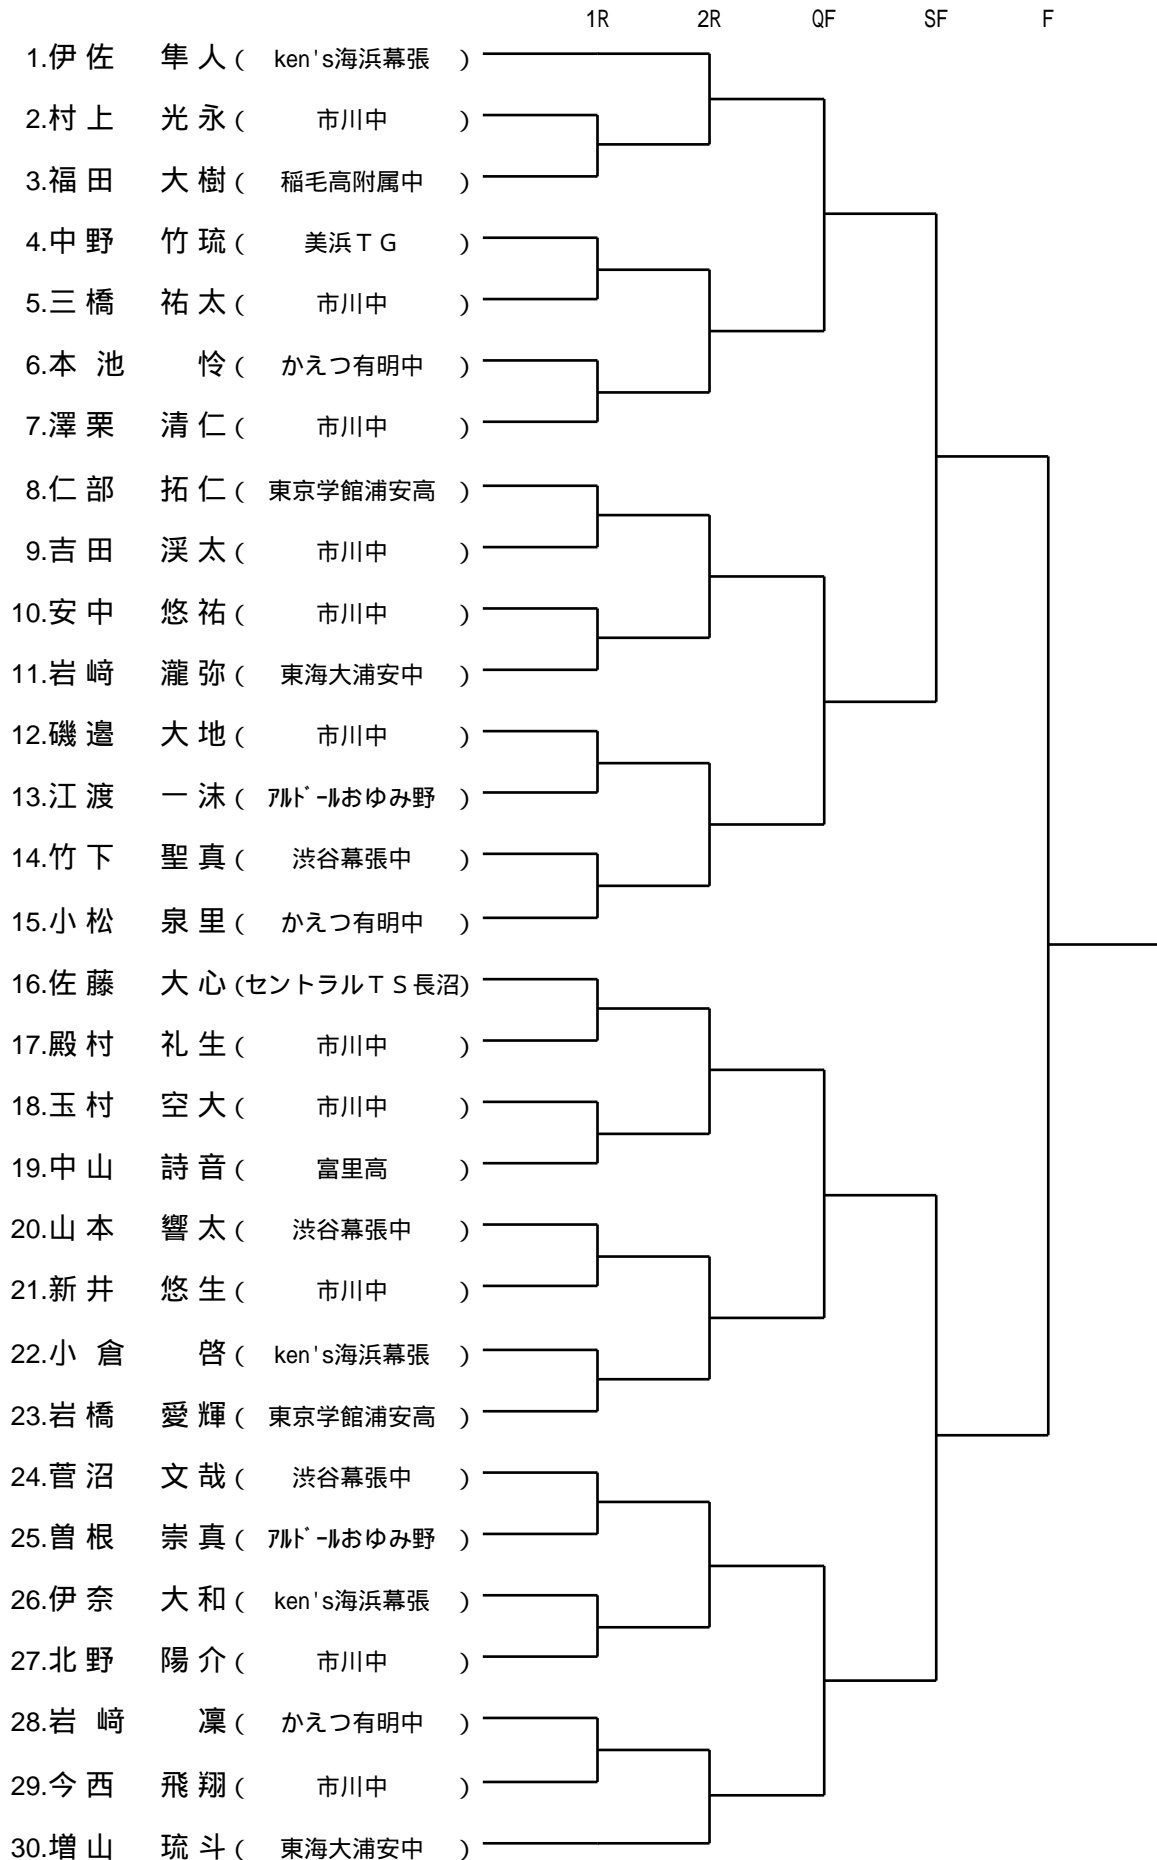 1R 2R QF SF F
1.伊佐 隼人( ken's海浜幕張 )
2.村上 光永( 市川中 )
3.福田 大樹( 稲毛高附属中 )
4.中野 竹琉( 美浜ＴＧ )
5.三橋 祐太( 市川中 )
6.本池 怜( かえつ有明中 )
7.澤栗 清仁( 市川中 )
8.仁部 拓仁( 東京学館浦安高 )
9.吉田 渓太( 市川中 )
10.安中 悠祐( 市川中 )
11.岩﨑 瀧弥( 東海大浦安中 )
12.磯邉 大地( 市川中 )
13.江渡 一沫( ｱﾙﾄﾞｰﾙおゆみ野 )
14.竹下 聖真( 渋谷幕張中 )
15.小松 泉里( かえつ有明中 )
16.佐藤 大心(セントラルＴＳ長沼)
17.殿村 礼生( 市川中 )
18.玉村 空大( 市川中 )
19.中山 詩音( 富里高 )
20.山本 響太( 渋谷幕張中 )
21.新井 悠生( 市川中 )
22.小倉 啓( ken's海浜幕張 )
23.岩橋 愛輝( 東京学館浦安高 )
24.菅沼 文哉( 渋谷幕張中 )
25.曽根 崇真( ｱﾙﾄﾞｰﾙおゆみ野 )
26.伊奈 大和( ken's海浜幕張 )
27.北野 陽介( 市川中 )
28.岩﨑 凜( かえつ有明中 )
29.今西 飛翔( 市川中 )
30.増山 琉斗( 東海大浦安中 )